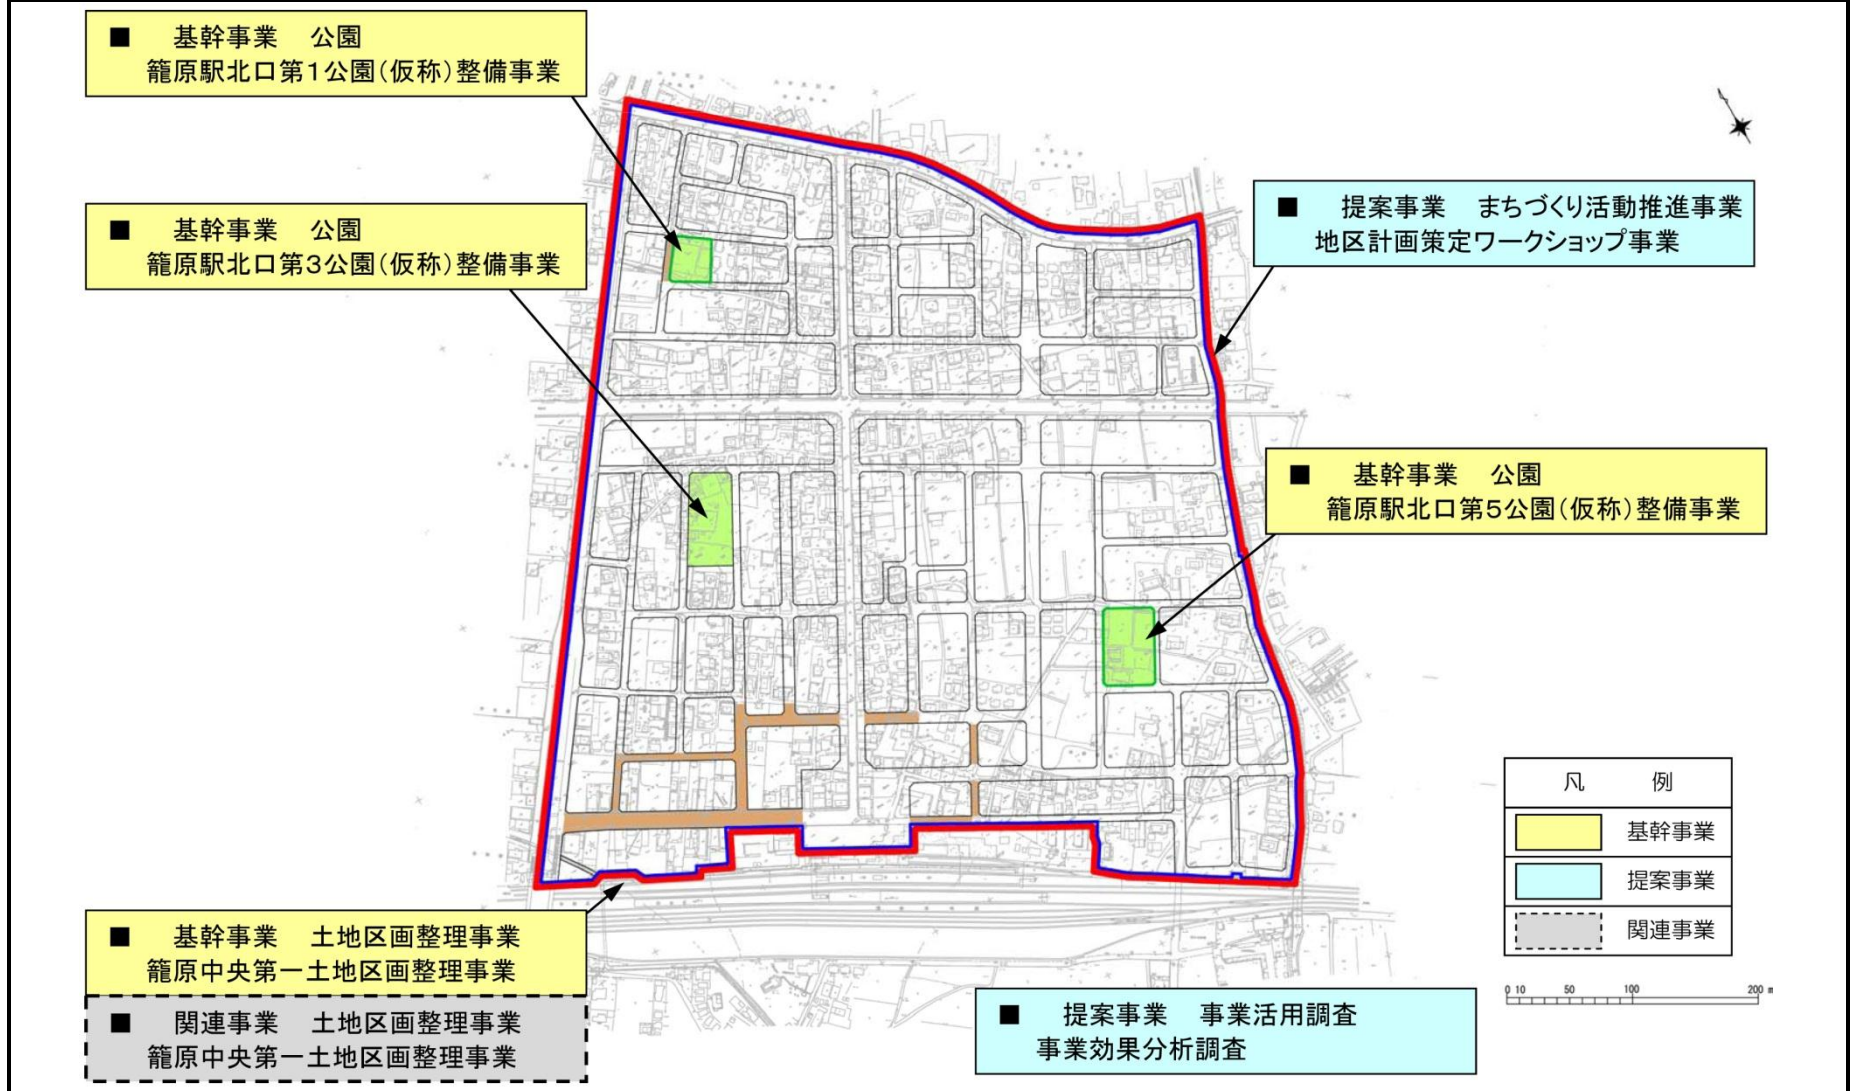 ■ 基幹事業 公園
籠原駅北口第1公園(仮称)整備事業
■ 基幹事業 公園
籠原駅北口第3公園(仮称)整備事業
■ 提案事業 まちづくり活動推進事業
地区計画策定ワークショップ事業
■ 基幹事業 公園
籠原駅北口第5公園(仮称)整備事業
凡 例
基幹事業
提案事業
関連事業
0 10 50 100 200 m
■ 基幹事業 土地区画整理事業
籠原中央第一土地区画整理事業
■ 関連事業 土地区画整理事業
籠原中央第一土地区画整理事業
■ 提案事業 事業活用調査
事業効果分析調査